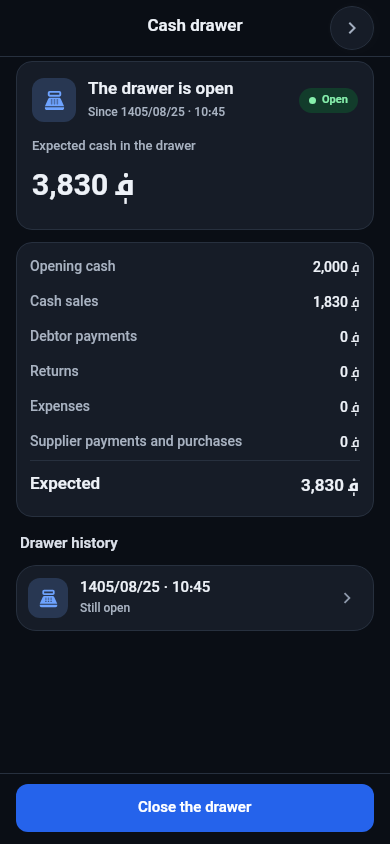 Cash drawer
The drawer is open
Since 1405/08/25 · 10:45
Open
Expected cash in the drawer
3,830 ؋
Opening cash 2,000 ؋
Cash sales 1,830 ؋
Debtor payments 0 ؋
Returns 0 ؋
Expenses 0 ؋
Supplier payments and purchases 0 ؋
Expected 3,830 ؋
Drawer history
1405/08/25 · 10:45
Still open
Close the drawer